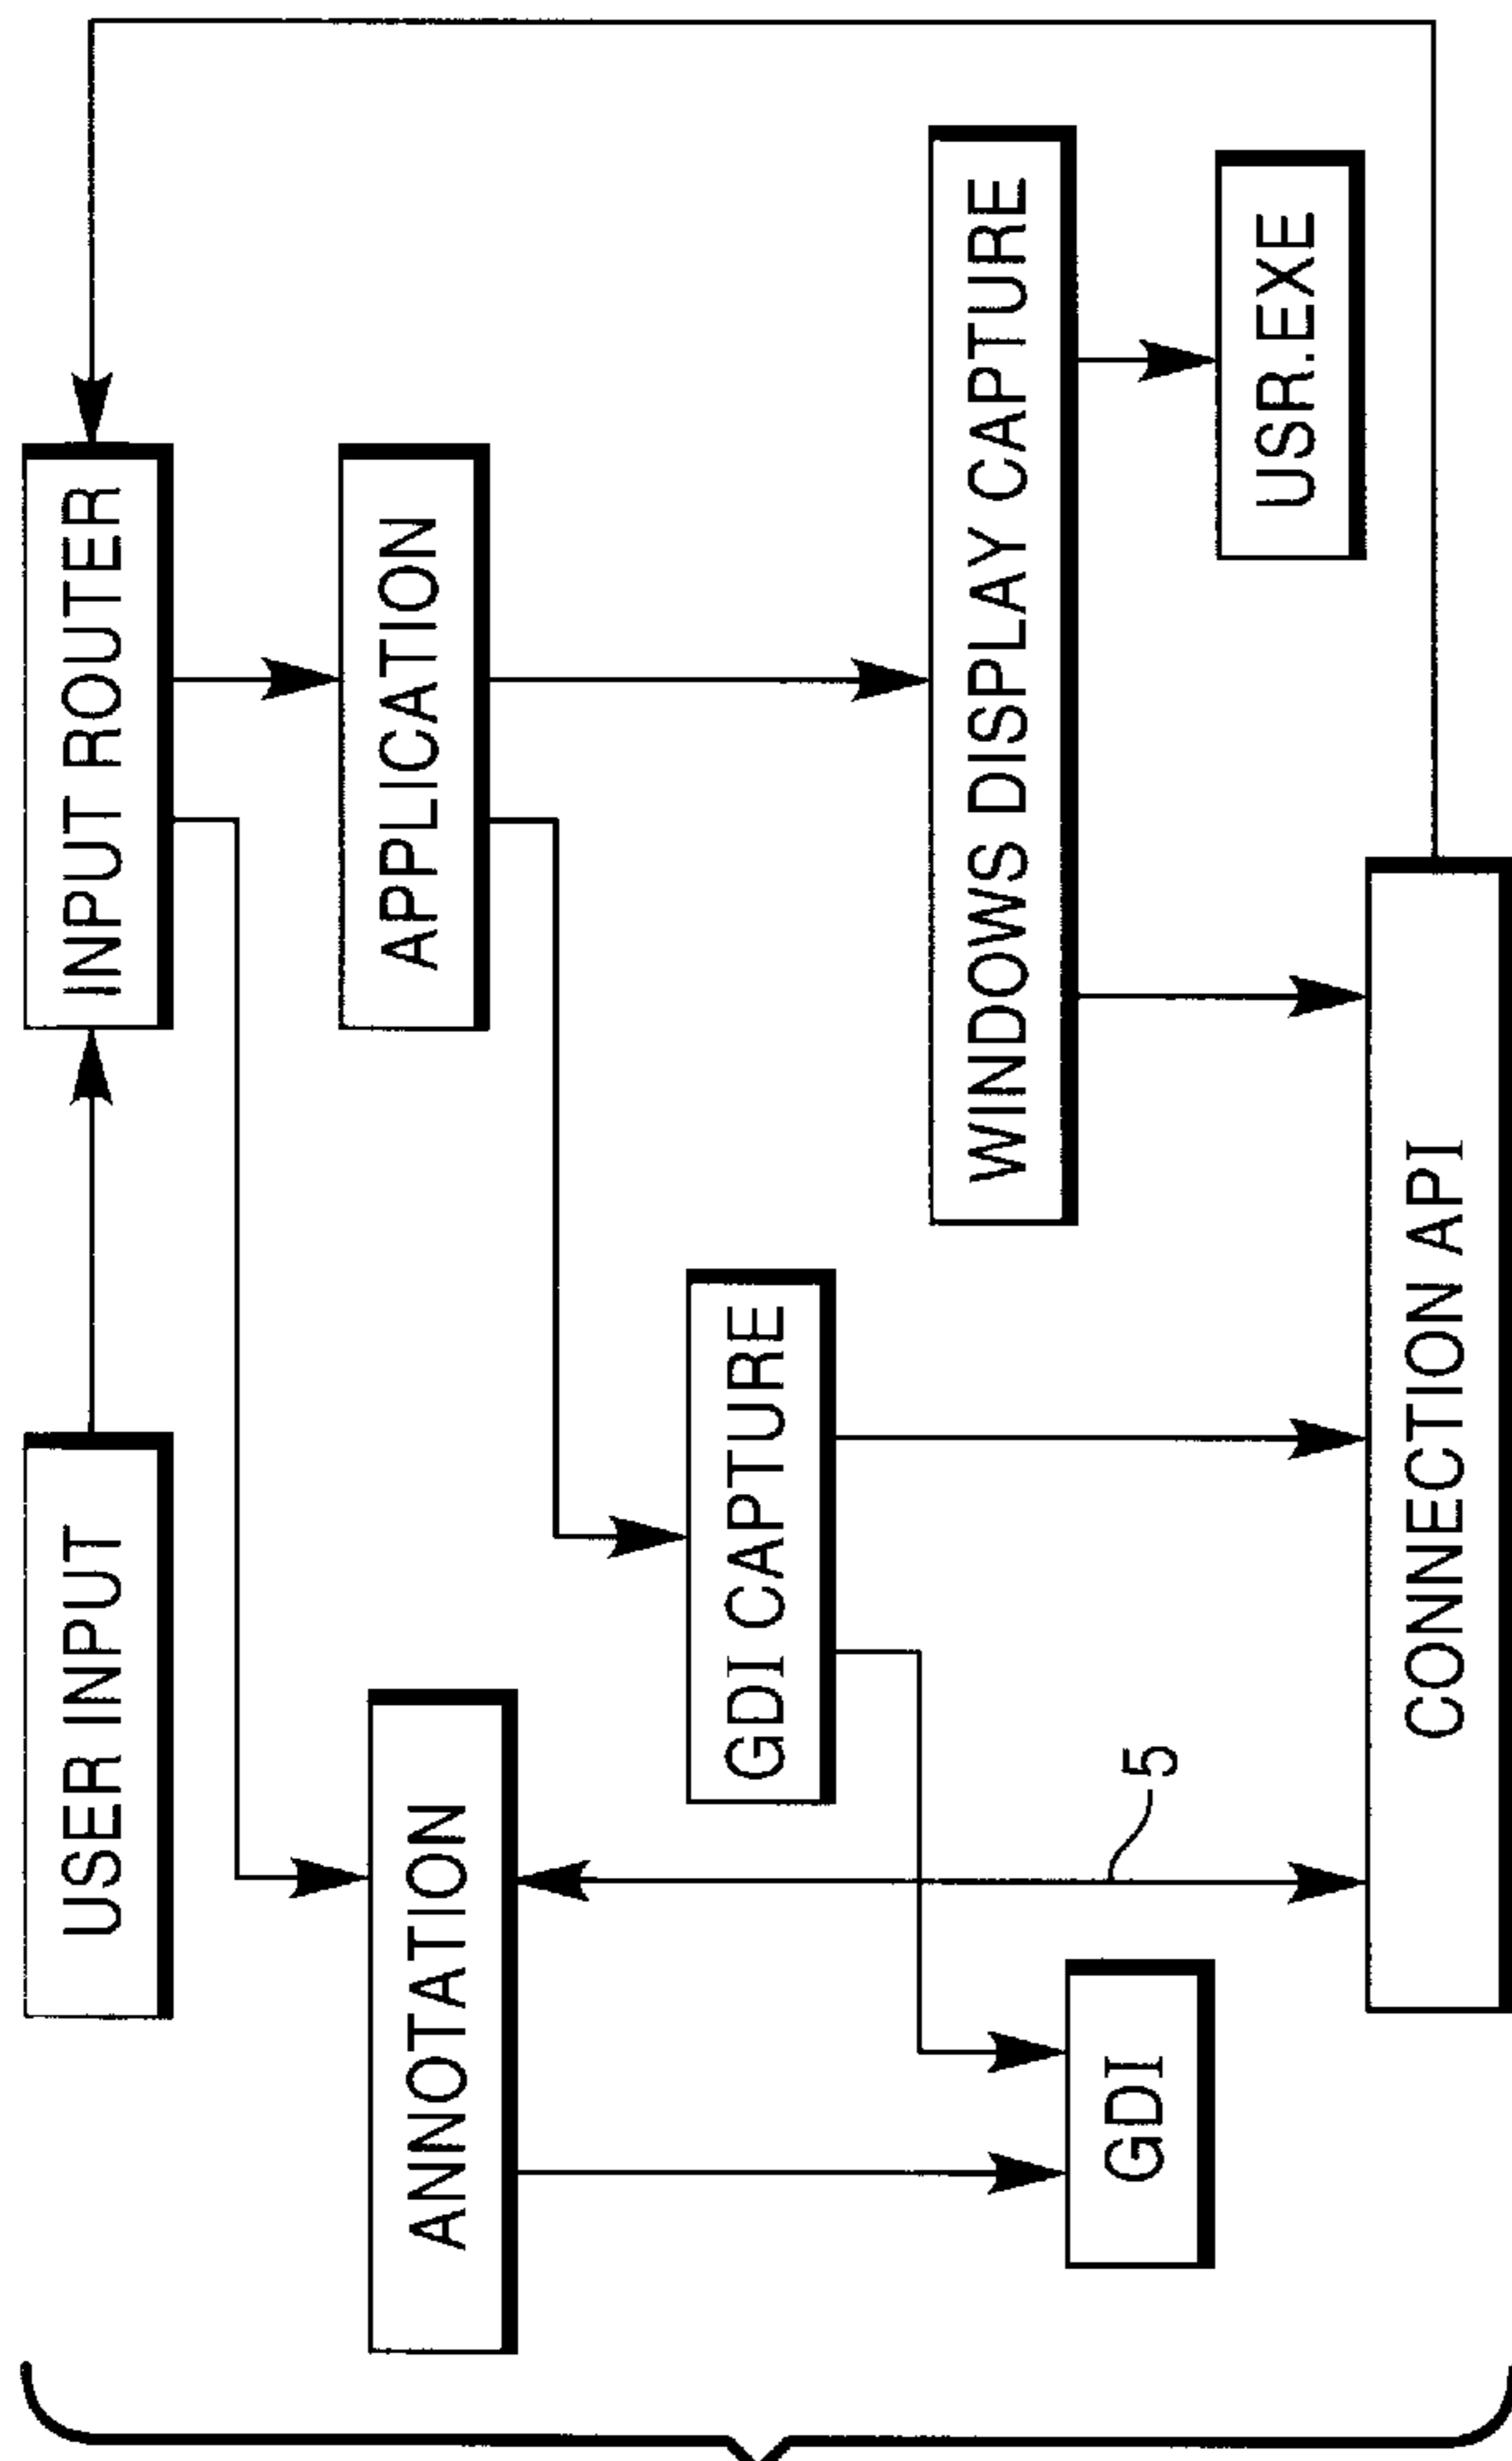 USER INPUT
INPUT ROUTER
ANNOTATION
APPLICATION
GDI CAPTURE
WINDOWS DISPLAY CAPTURE
5
GDI
USR.EXE
CONNECTION API